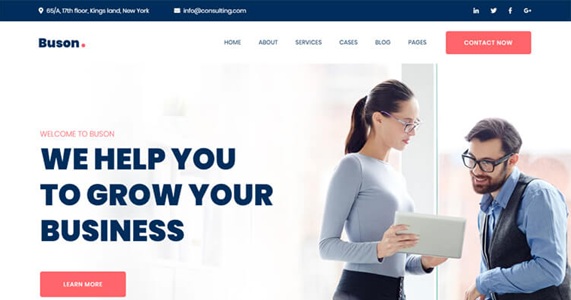 65/A, 17th floor, Kings land, New York
info@consulting.com
Buson.
HOME ABOUT SERVICES CASES BLOG PAGES
CONTACT NOW
WELCOME TO BUSON
WE HELP YOU
TO GROW YOUR
BUSINESS
LEARN MORE